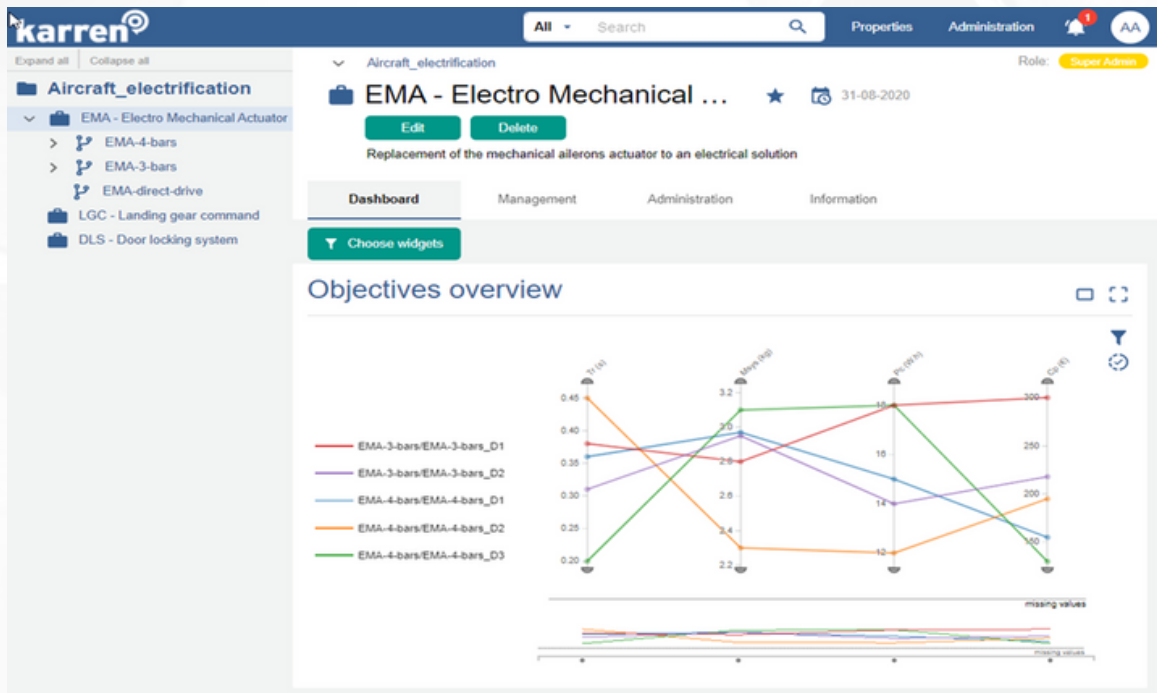 karren
All
Search
Properties
Administration
1
AA
Expand all
Collapse all
Aircraft_electrification
EMA - Electro Mechanical Actuator
EMA-4-bars
EMA-3-bars
EMA-direct-drive
LGC - Landing gear command
DLS - Door locking system
Aircraft_electrification
Role: Super Admin
EMA - Electro Mechanical ...
31-08-2020
Edit
Delete
Replacement of the mechanical ailerons actuator to an electrical solution
Dashboard
Management
Administration
Information
Choose widgets
Objectives overview
EMA-3-bars/EMA-3-bars_D1
EMA-3-bars/EMA-3-bars_D2
EMA-4-bars/EMA-4-bars_D1
EMA-4-bars/EMA-4-bars_D2
EMA-4-bars/EMA-4-bars_D3
Tr (s)
0.45
0.40
0.35
0.30
0.25
0.20
Msys (kg)
3.2
3.0
2.8
2.6
2.4
2.2
Pc (W.h)
18
16
14
12
Cp (€)
300
250
200
150
missing values
missing values